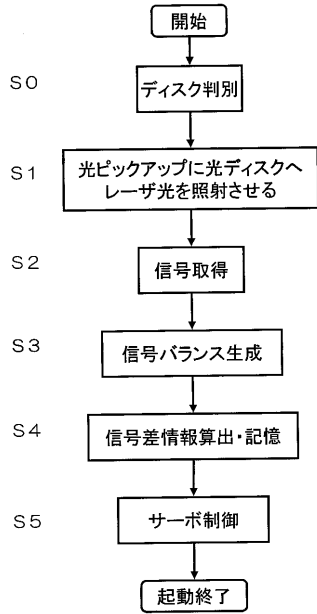 開始
S0
ディスク判別
S1
光ピックアップに光ディスクへ
レーザ光を照射させる
S2
信号取得
S3
信号バランス生成
S4
信号差情報算出・記憶
S5
サーボ制御
起動終了